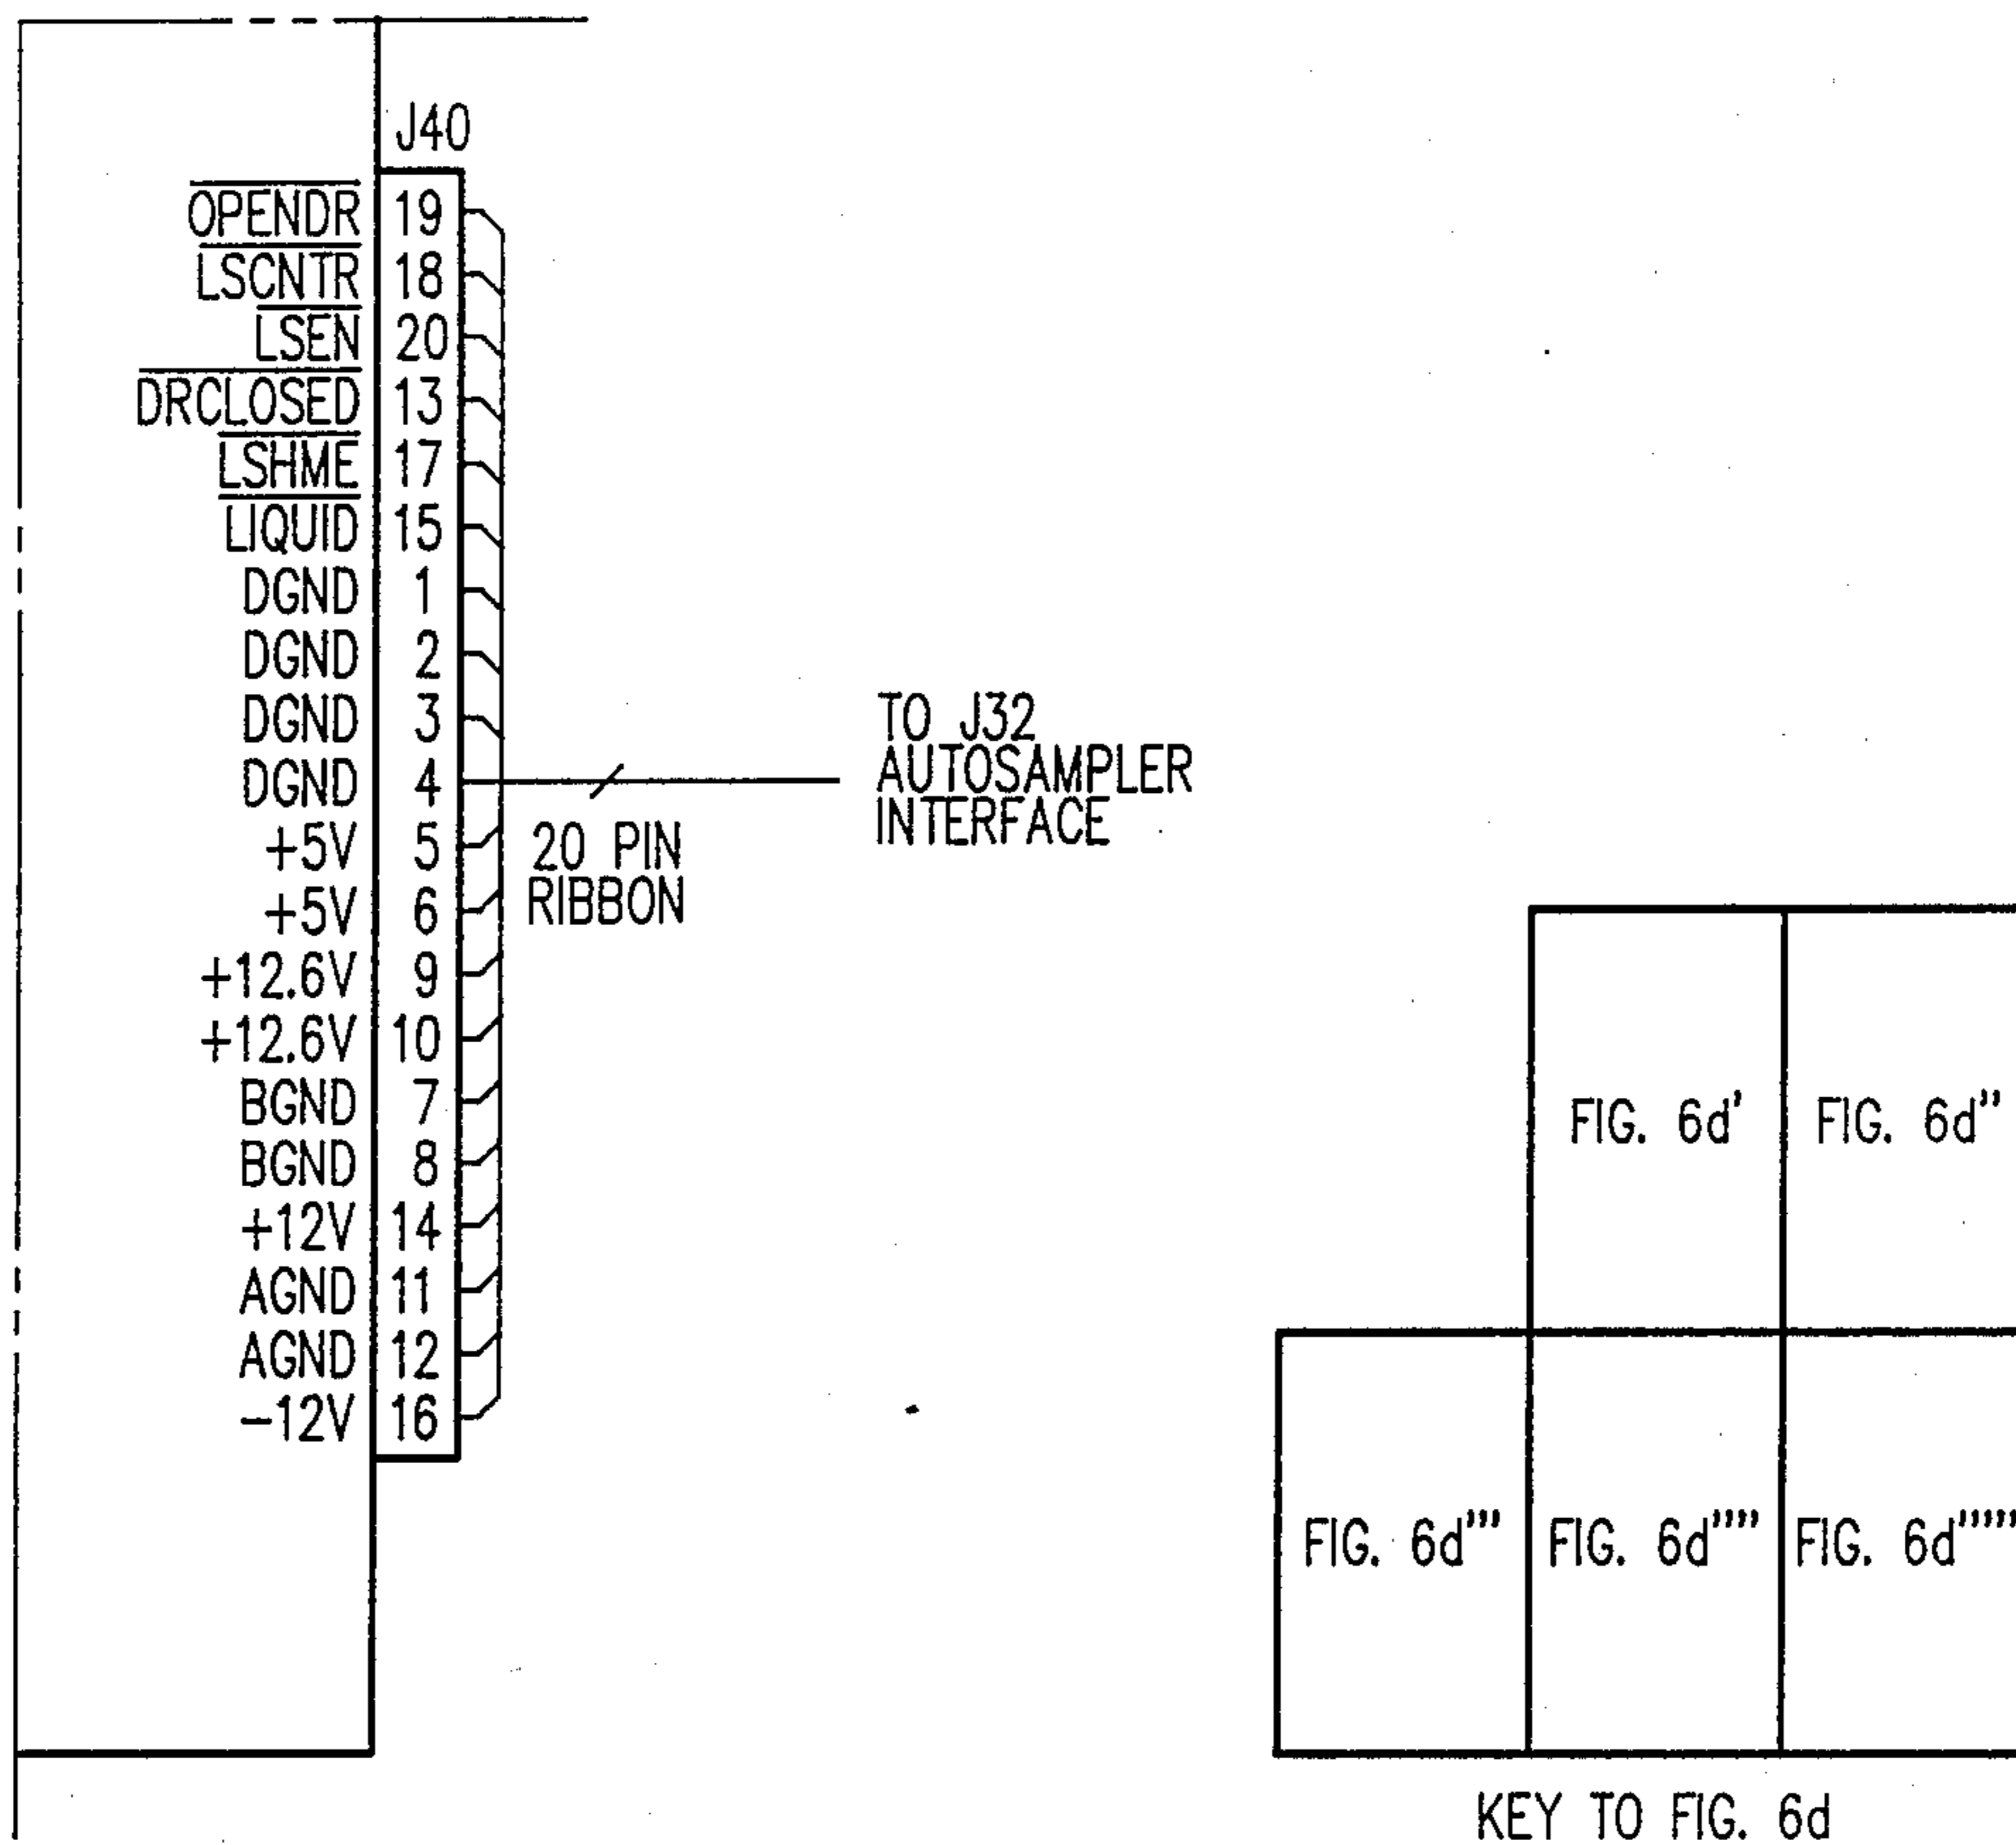 J40
OPENDR 19
LSCNTR 18
LSEN 20
DRCLOSED 13
LSHME 17
LIQUID 15
DGND 1
DGND 2
DGND 3
DGND 4
+5V 5
+5V 6
+12.6V 9
+12.6V 10
BGND 7
BGND 8
+12V 14
AGND 11
AGND 12
-12V 16
20 PIN
RIBBON
TO J32
AUTOSAMPLER
INTERFACE
FIG. 6d' FIG. 6d''
FIG. 6d''' FIG. 6d'''' FIG. 6d'''''
KEY TO FIG. 6d